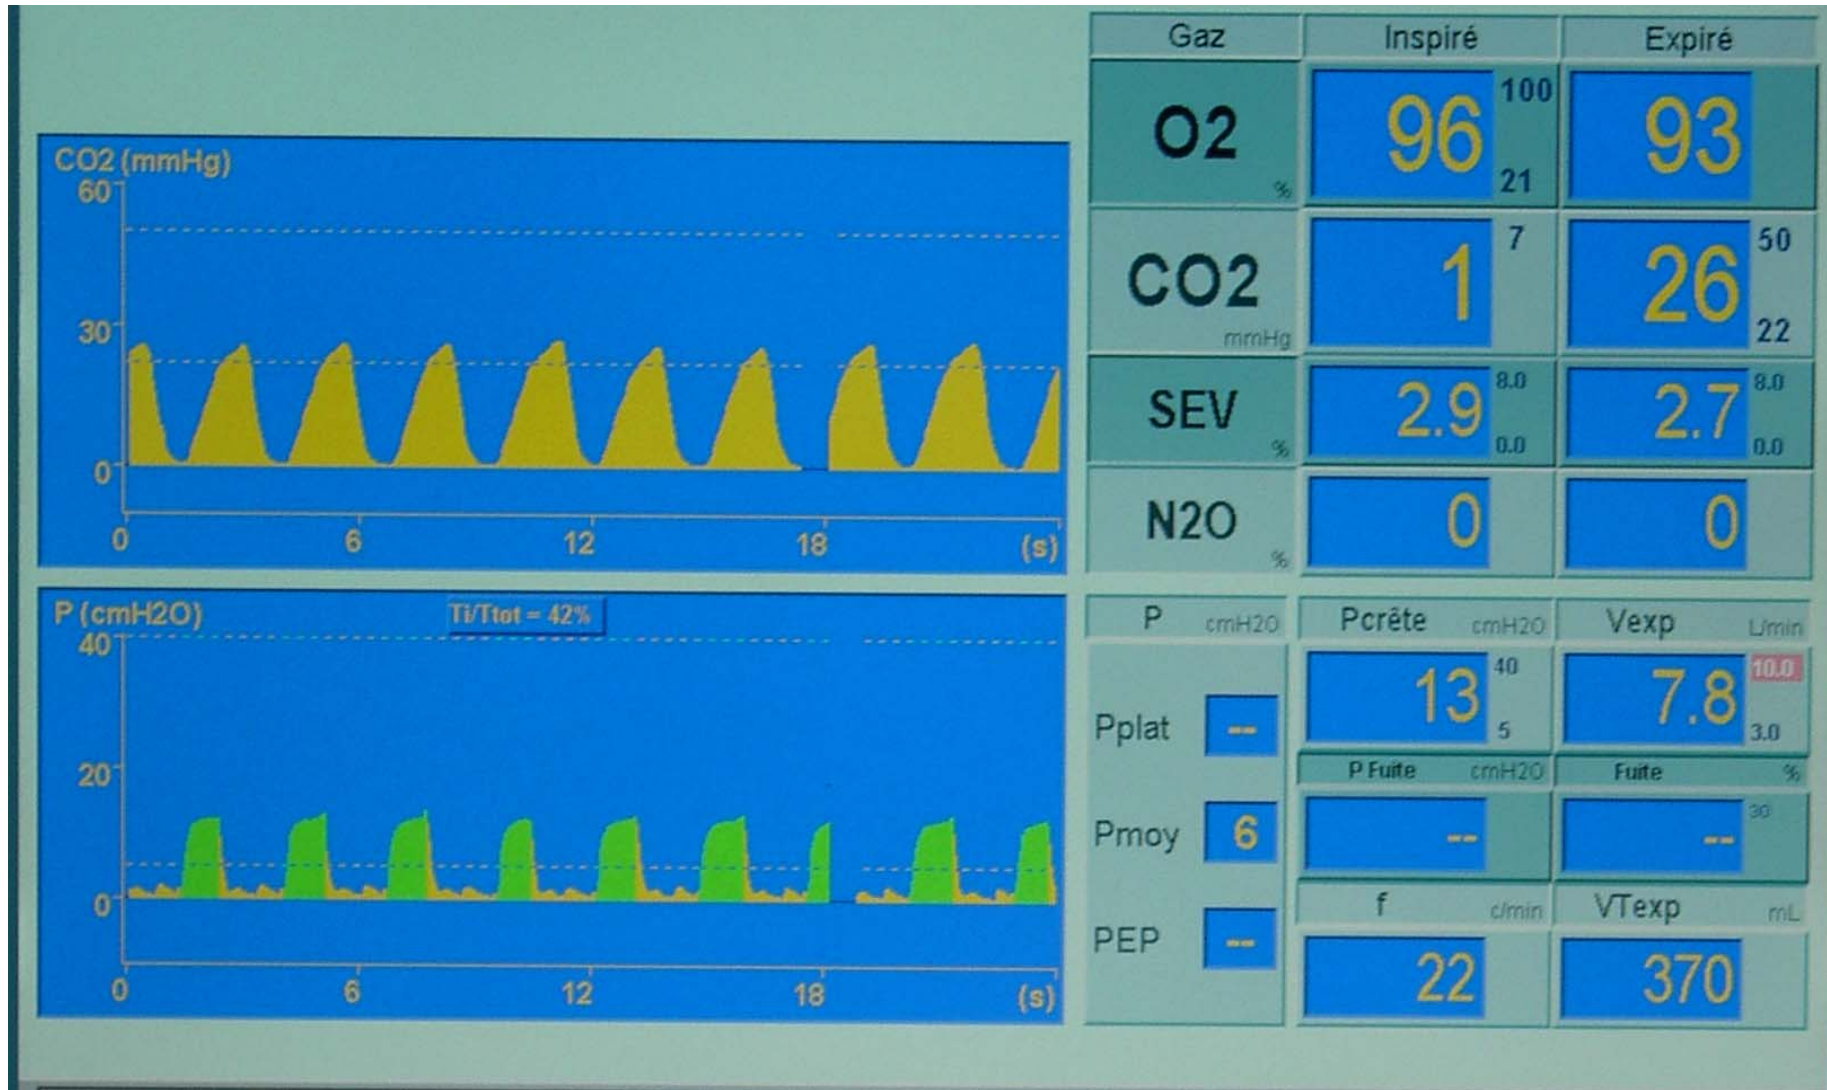 Gaz Inspiré Expiré
O2 % 96 100 21 93
CO2 mmHg 1 7 26 50 22
SEV % 2.9 8.0 0.0 2.7 8.0 0.0
N2O % 0 0
CO2 (mmHg)
60
30
0
0 6 12 18 (s)
P (cmH2O) Ti/Ttot = 42%
40
20
0
0 6 12 18 (s)
P cmH2O Pcrête cmH2O Vexp L/min
13 40 5 7.8 10.0 3.0
Pplat --
P Fuite cmH2O Fuite %
Pmoy 6 -- -- 30
f c/min VTexp mL
PEP -- 22 370